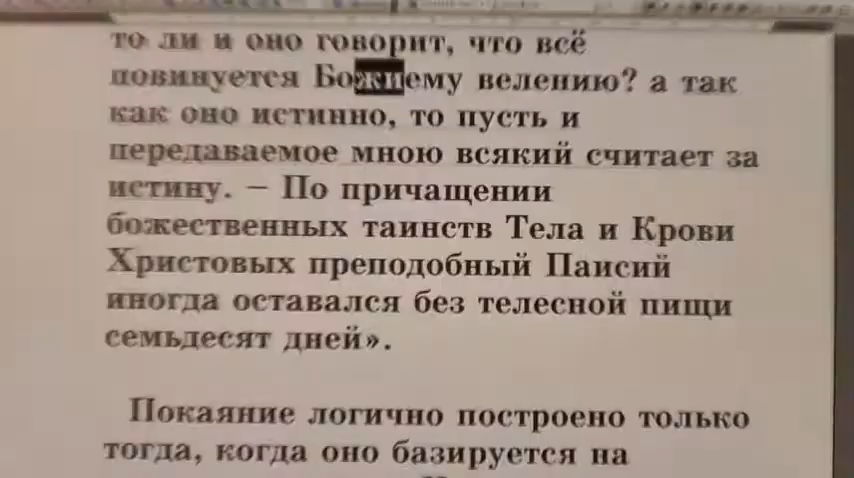 то ли и оно говорит, что всё
повинуется Божиему велению? а так
как оно истинно, то пусть и
передаваемое мною всякий считает за
истину. – По причащении
божественных таинств Тела и Крови
Христовых преподобный Паисий
иногда оставался без телесной пищи
семьдесят дней».
Покаяние логично построено только
тогда, когда оно базируется на